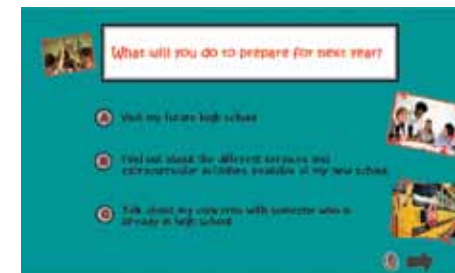 What will you do to prepare for next year?
A Visit my future high school
B Find out about the different services and
extracurricular activities available at my new school
C Talk about my concerns with someone who is
already in high school